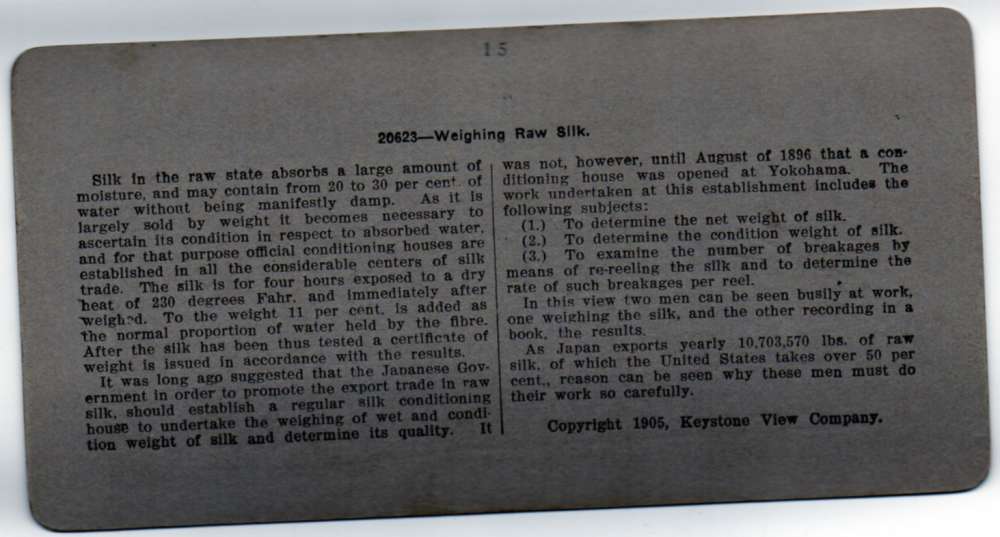 15
20623—Weighing Raw Silk.
Silk in the raw state absorbs a large amount of
moisture, and may contain from 20 to 30 per cent. of
water without being manifestly damp. As it is
largely sold by weight it becomes necessary to
ascertain its condition in respect to absorbed water,
and for that purpose official conditioning houses are
established in all the considerable centers of silk
trade. The silk is for four hours exposed to a dry
heat of 230 degrees Fahr. and immediately after
weighed. To the weight 11 per cent. is added as
the normal proportion of water held by the fibre.
After the silk has been thus tested a certificate of
weight is issued in accordance with the results.
It was long ago suggested that the Japanese Gov-
ernment in order to promote the export trade in raw
silk, should establish a regular silk conditioning
house to undertake the weighing of wet and condi-
tion weight of silk and determine its quality. It
was not, however, until August of 1896 that a con-
ditioning house was opened at Yokohama. The
work undertaken at this establishment includes the
following subjects:
(1.) To determine the net weight of silk.
(2.) To determine the condition weight of silk.
(3.) To examine the number of breakages by
means of re-reeling the silk and to determine the
rate of such breakages per reel.
In this view two men can be seen busily at work,
one weighing the silk, and the other recording in a
book, the results.
As Japan exports yearly 10,703,570 lbs. of raw
silk, of which the United States takes over 50 per
cent., reason can be seen why these men must do
their work so carefully.
Copyright 1905, Keystone View Company.